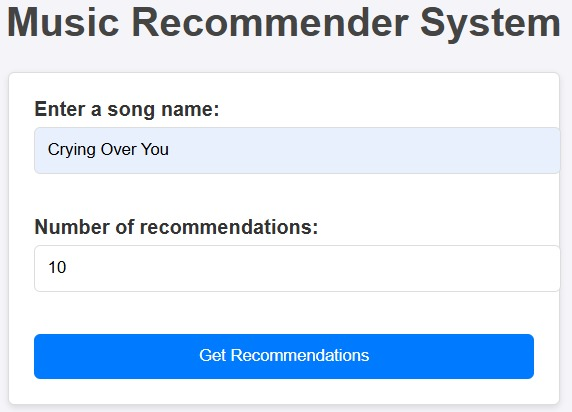 Music Recommender System
Enter a song name:
Crying Over You
Number of recommendations:
10
Get Recommendations